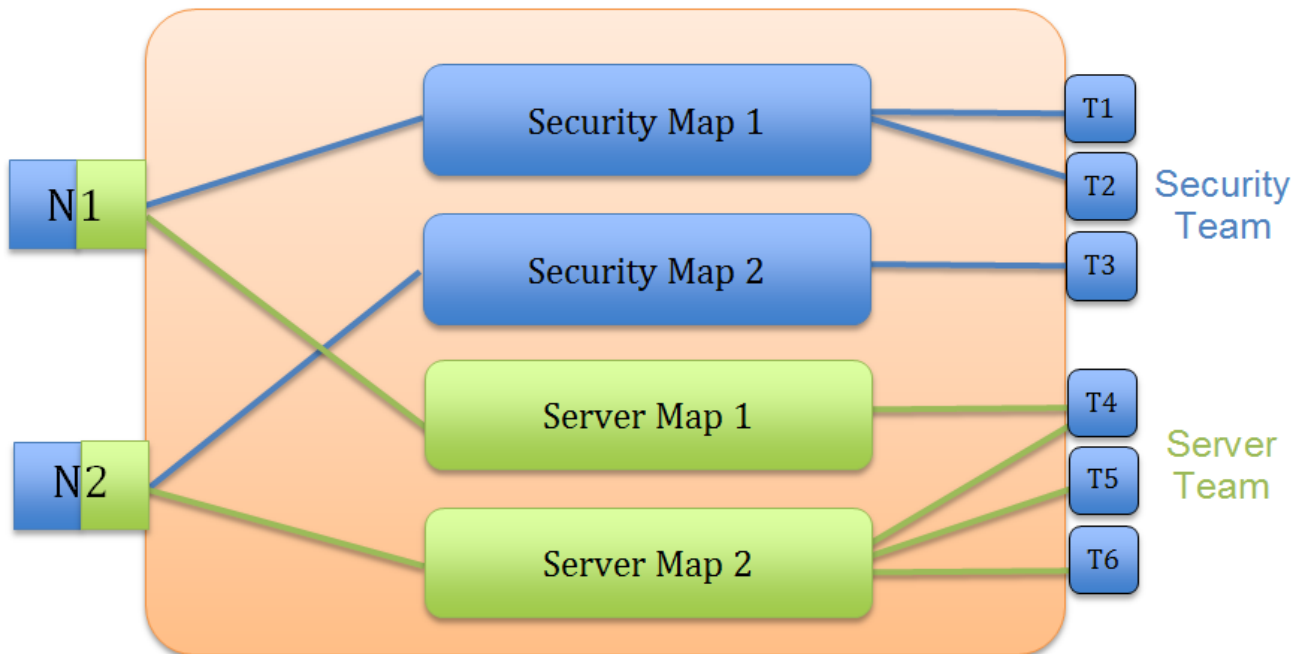 Security Map 1
T1
N1
T2
Security
Team
Security Map 2
T3
Server Map 1
T4
N2
Server
Team
T5
Server Map 2
T6